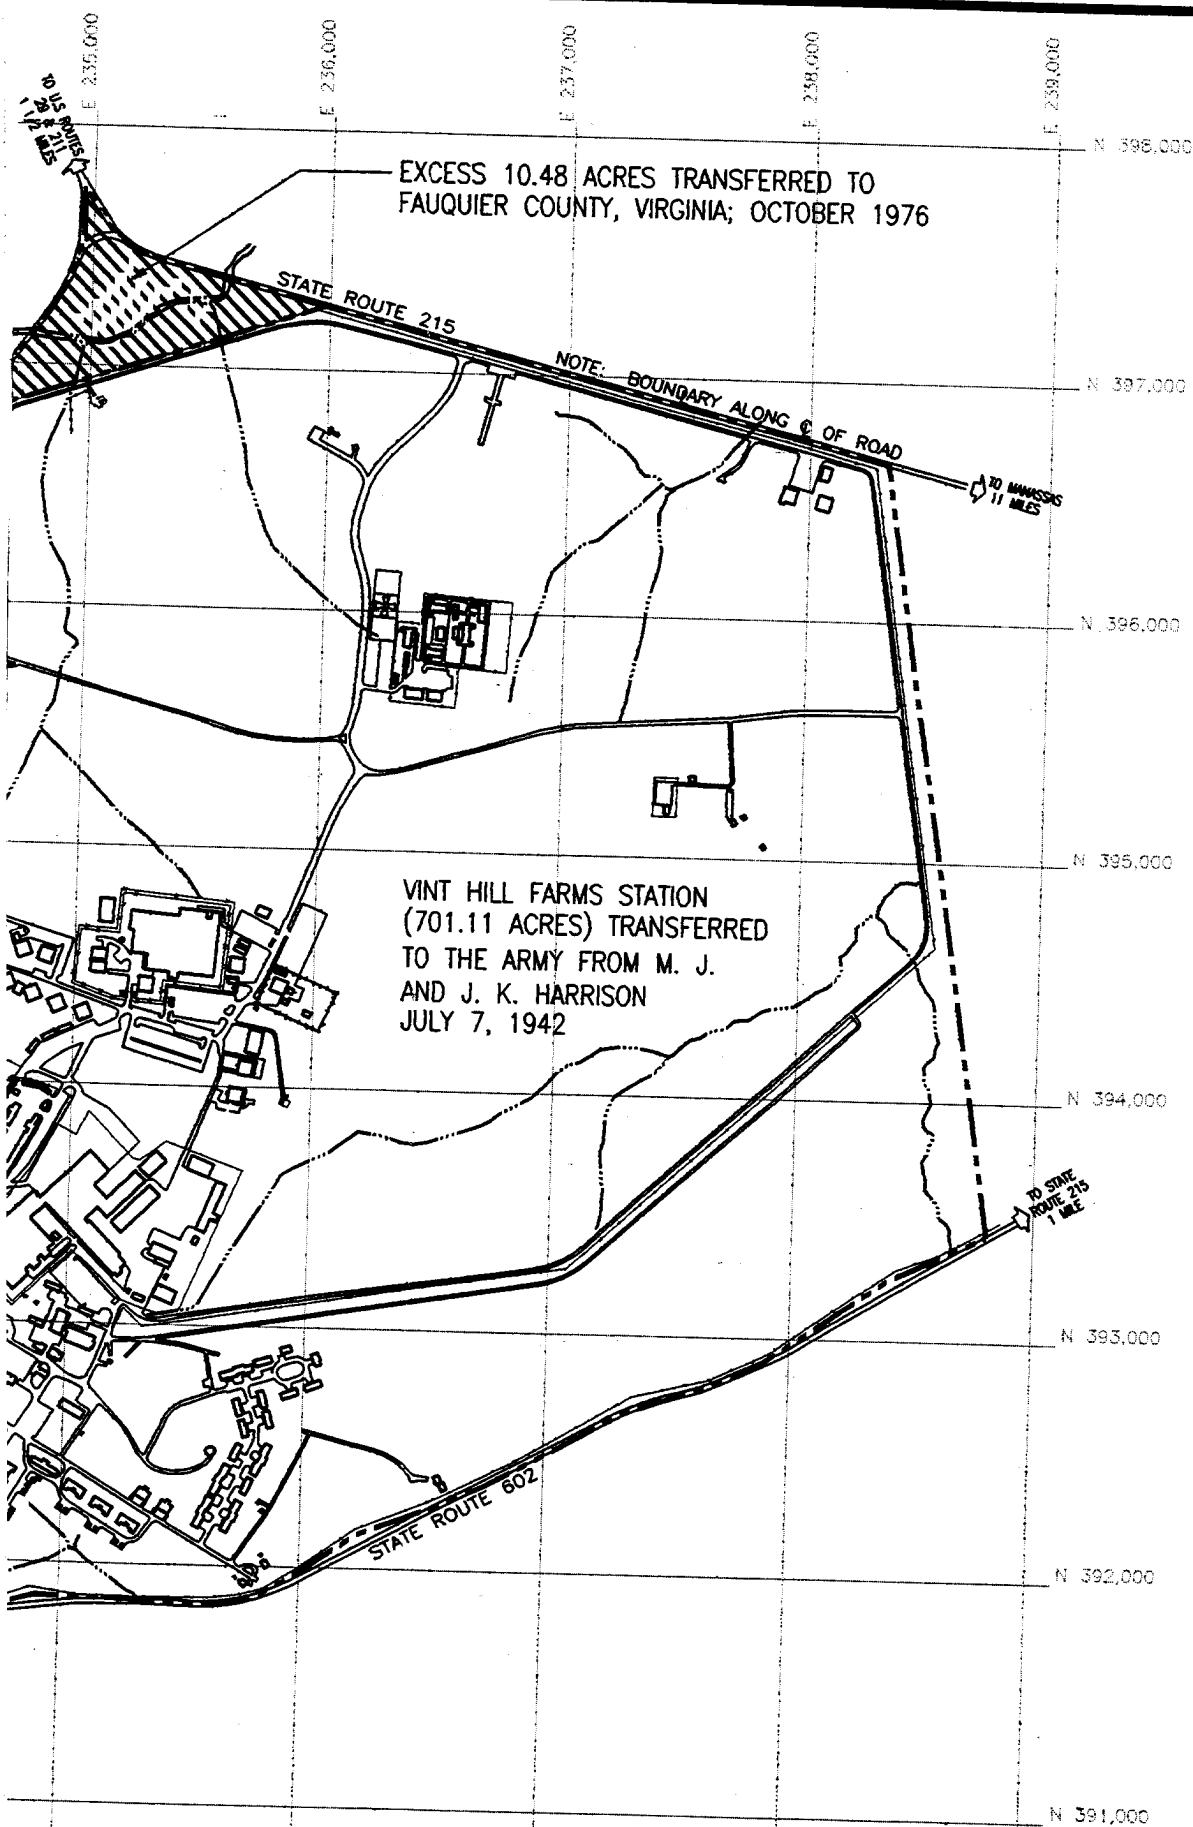 E 235,000
E 236,000
E 237,000
E 238,000
E 239,000
TO U.S. ROUTES
29 & 211
1 1/2 MILES
N 398,000
EXCESS 10.48 ACRES TRANSFERRED TO
FAUQUIER COUNTY, VIRGINIA; OCTOBER 1976
STATE ROUTE 215
NOTE: BOUNDARY ALONG ℄ OF ROAD
N 397,000
TO MANASSAS
11 MILES
N 396,000
N 395,000
VINT HILL FARMS STATION
(701.11 ACRES) TRANSFERRED
TO THE ARMY FROM M. J.
AND J. K. HARRISON
JULY 7, 1942
N 394,000
TO STATE
ROUTE 215
1 MILE
N 393,000
STATE ROUTE 602
N 392,000
N 391,000